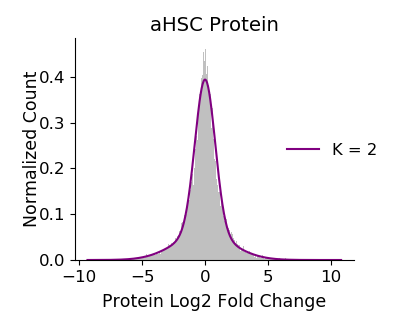 aHSC Protein
Normalized Count
0.4
0.3
0.2
0.1
0.0
−10
−5
0
5
10
Protein Log2 Fold Change
K = 2